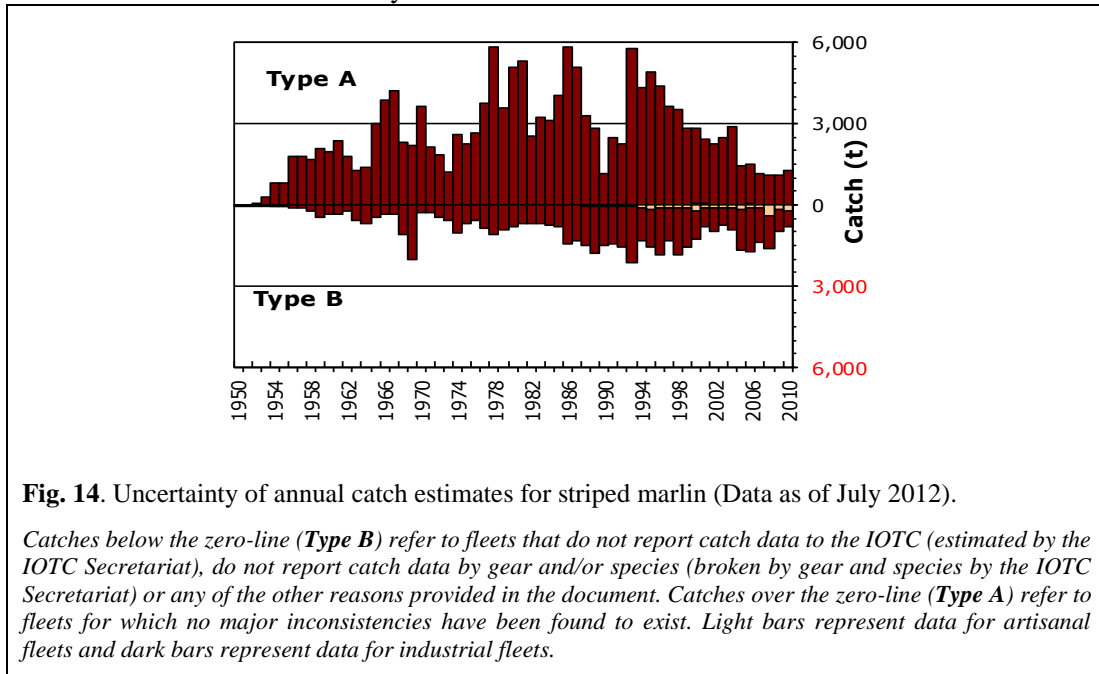 6,000
Type A
3,000
0
Catch (t)
3,000
Type B
6,000
1950
1954
1958
1962
1966
1970
1974
1978
1982
1986
1990
1994
1998
2002
2006
2010
Fig. 14. Uncertainty of annual catch estimates for striped marlin (Data as of July 2012).
Catches below the zero-line (Type B) refer to fleets that do not report catch data to the IOTC (estimated by the
IOTC Secretariat), do not report catch data by gear and/or species (broken by gear and species by the IOTC
Secretariat) or any of the other reasons provided in the document. Catches over the zero-line (Type A) refer to
fleets for which no major inconsistencies have been found to exist. Light bars represent data for artisanal
fleets and dark bars represent data for industrial fleets.